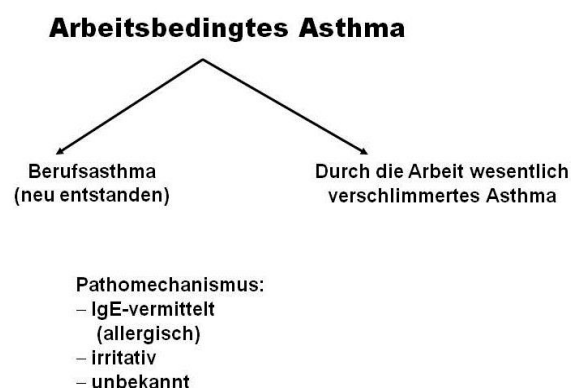 Arbeitsbedingtes Asthma
Berufsasthma
(neu entstanden)
Durch die Arbeit wesentlich
verschlimmertes Asthma
Pathomechanismus:
– IgE-vermittelt
(allergisch)
– irritativ
– unbekannt